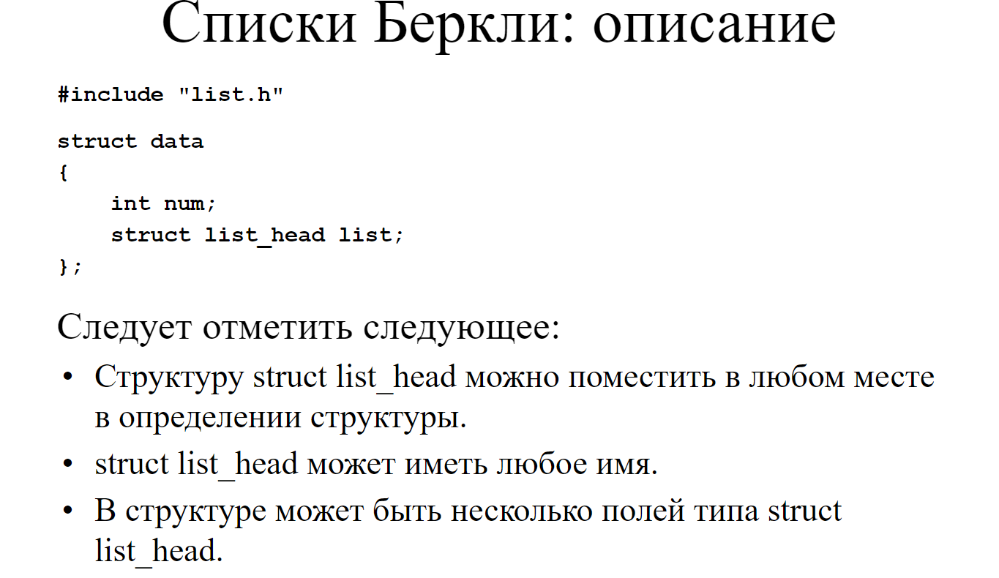 Списки Беркли: описание
#include "list.h"
struct data
{
    int num;
    struct list_head list;
};
Следует отметить следующее:
• Структуру struct list_head можно поместить в любом месте
в определении структуры.
• struct list_head может иметь любое имя.
• В структуре может быть несколько полей типа struct
list_head.